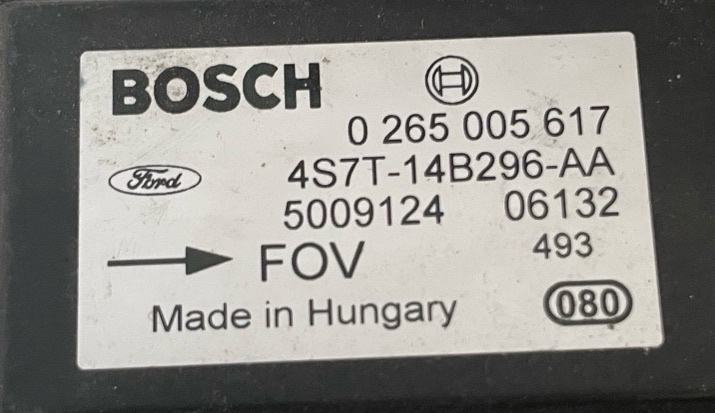 BOSCH
0 265 005 617
Ford
4S7T-14B296-AA
5009124 06132
FOV 493
Made in Hungary 080